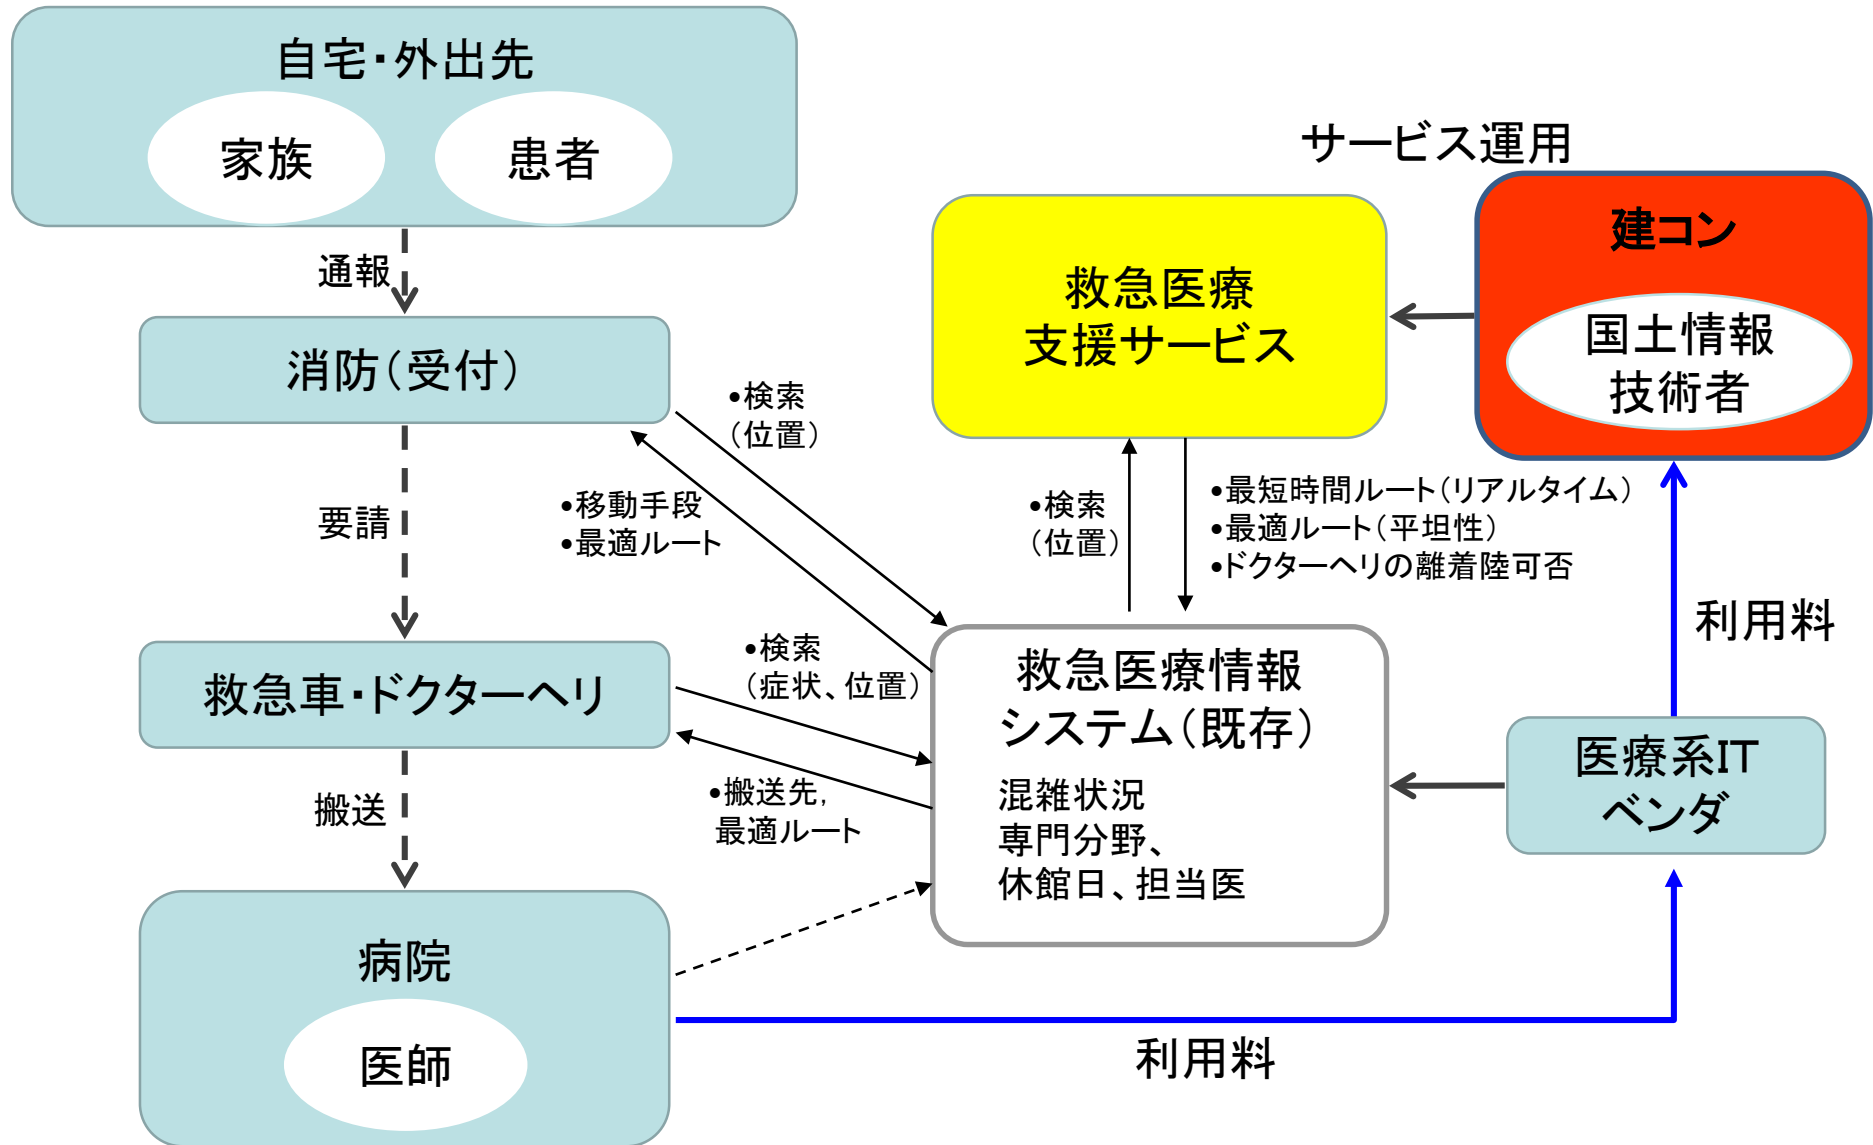 自宅・外出先
家族
患者
通報
消防（受付）
要請
救急車・ドクターヘリ
搬送
病院
医師
•検索
（位置）
•移動手段
•最適ルート
•検索
（症状、位置）
•搬送先,
最適ルート
救急医療
支援サービス
•検索
（位置）
•最短時間ルート（リアルタイム）
•最適ルート（平坦性）
•ドクターヘリの離着陸可否
救急医療情報
システム（既存）
混雑状況
専門分野、
休館日、担当医
サービス運用
建コン
国土情報
技術者
利用料
医療系IT
ベンダ
利用料